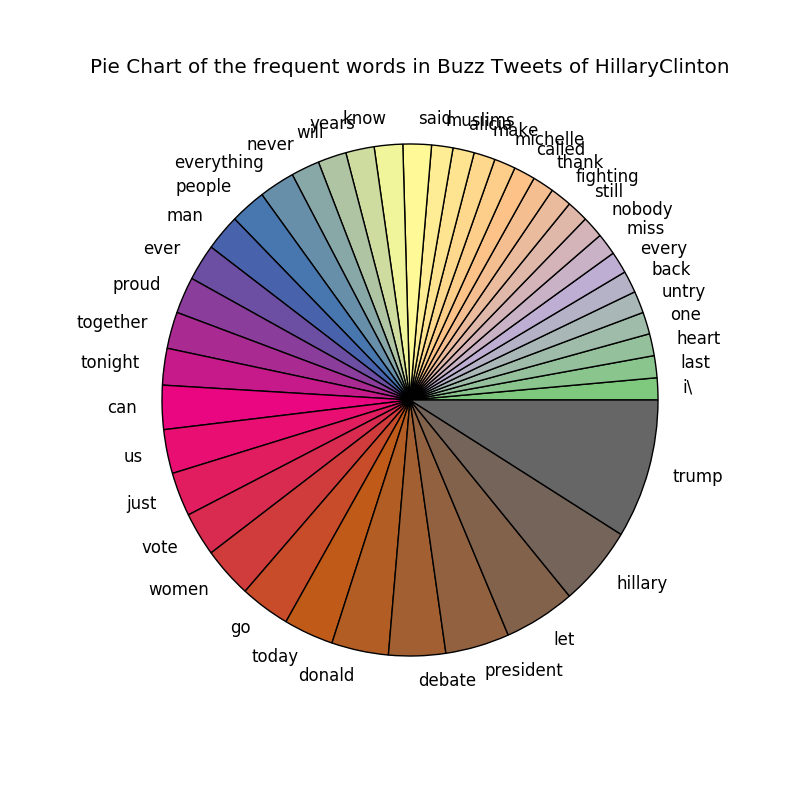 Pie Chart of the frequent words in Buzz Tweets of HillaryClinton
i\
last
heart
one
untry
back
every
miss
nobody
still
fighting
thank
called
michelle
make
alicia
muslims
said
know
years
will
never
everything
people
man
ever
proud
together
tonight
can
us
just
vote
women
go
today
donald
debate
president
let
hillary
trump